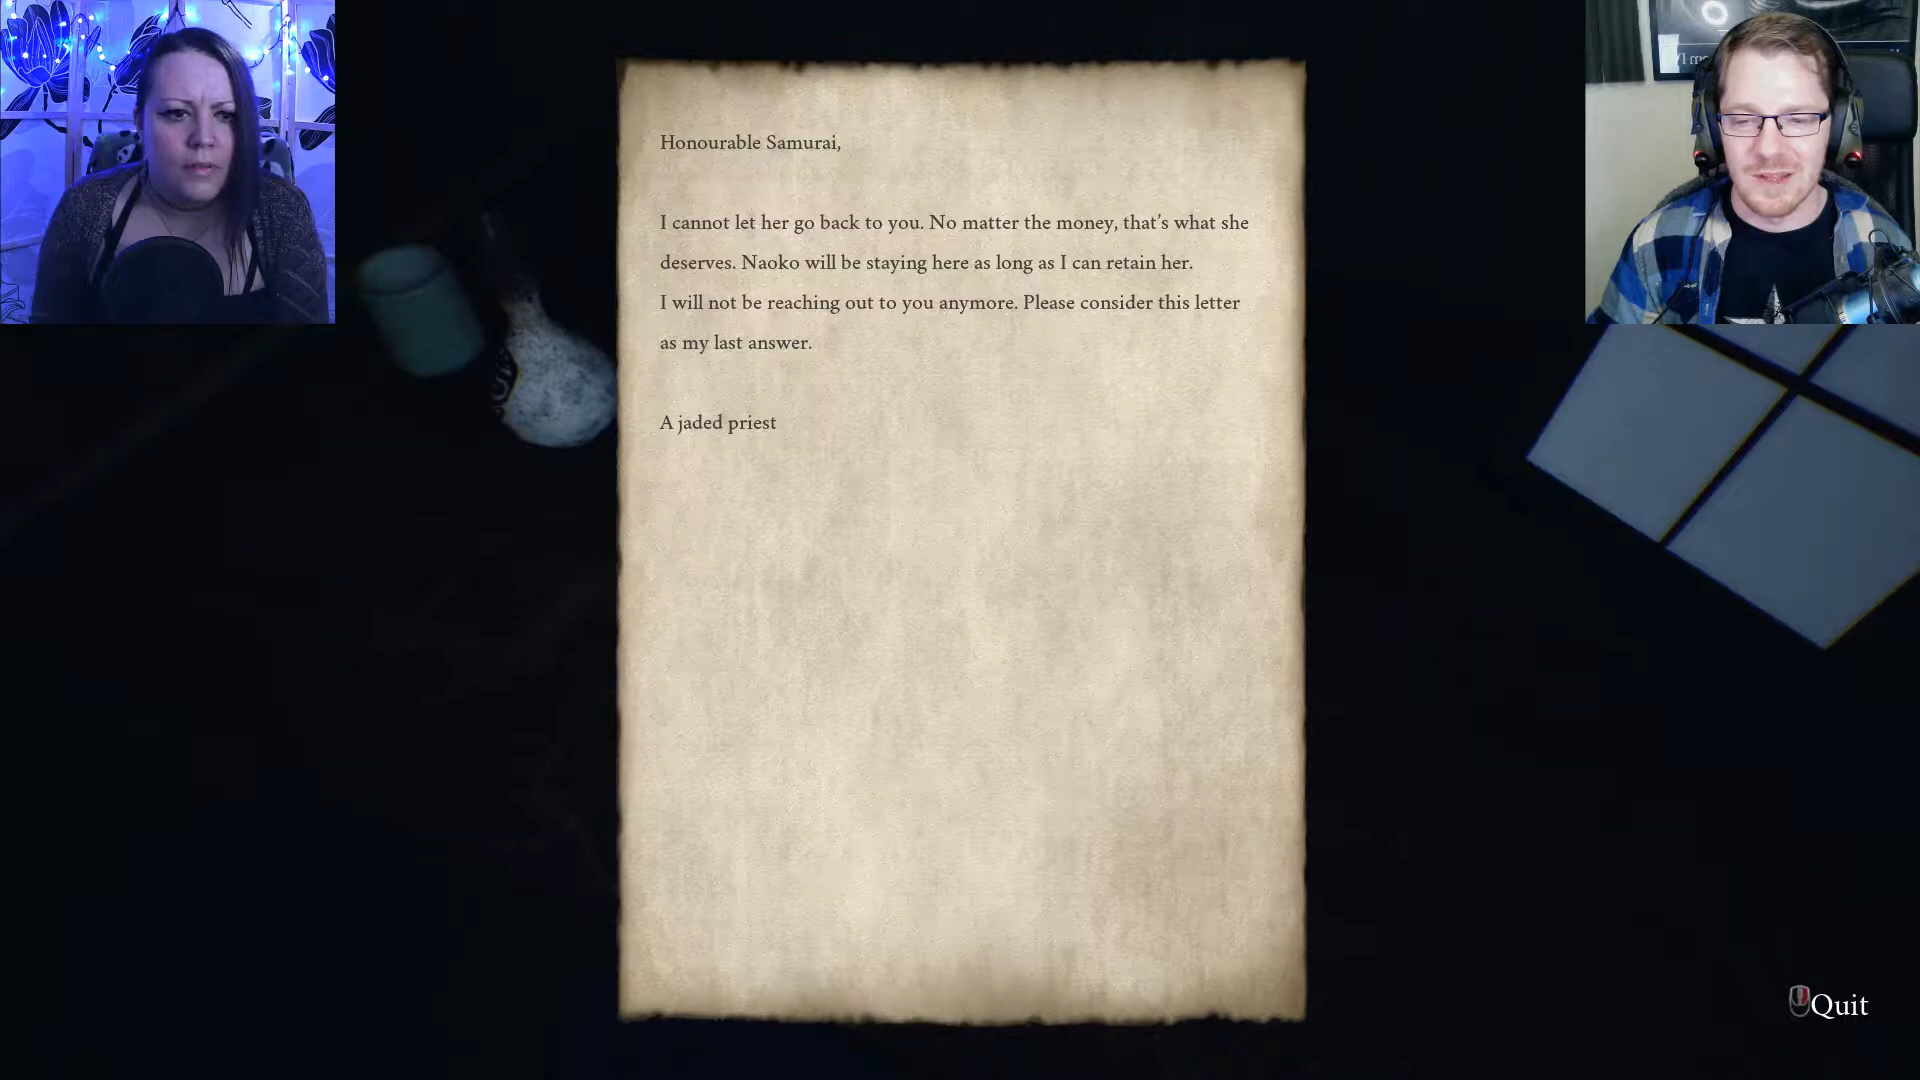 Honourable Samurai,
I cannot let her go back to you. No matter the money, that's what she
deserves. Naoko will be staying here as long as I can retain her.
I will not be reaching out to you anymore. Please consider this letter
as my last answer.
A jaded priest
Quit